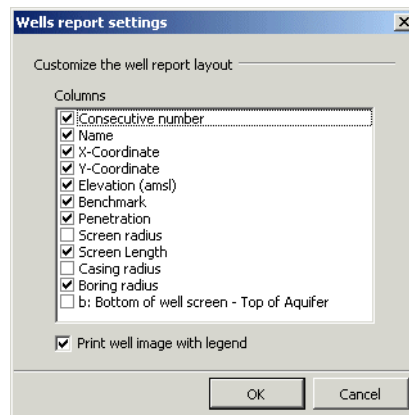 Wells report settings
Customize the well report layout
Columns
Consecutive number
Name
X-Coordinate
Y-Coordinate
Elevation (amsl)
Benchmark
Penetration
Screen radius
Screen Length
Casing radius
Boring radius
b: Bottom of well screen - Top of Aquifer
Print well image with legend
OK Cancel